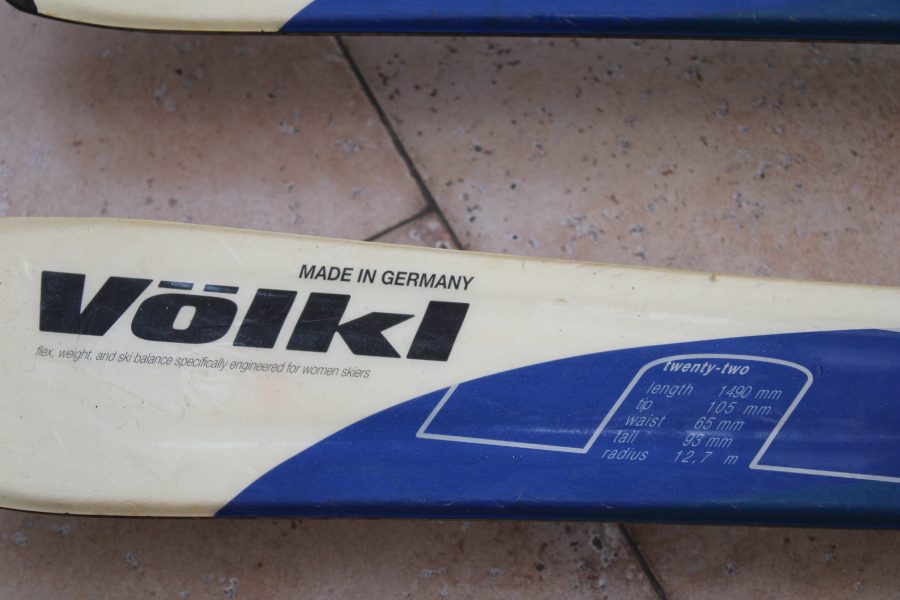 MADE IN GERMANY
Völkl
flex, weight, and ski balance specifically engineered for women skiers
twenty-two
length 1490 mm
tip 105 mm
waist 65 mm
tail 93 mm
radius 12,7 m